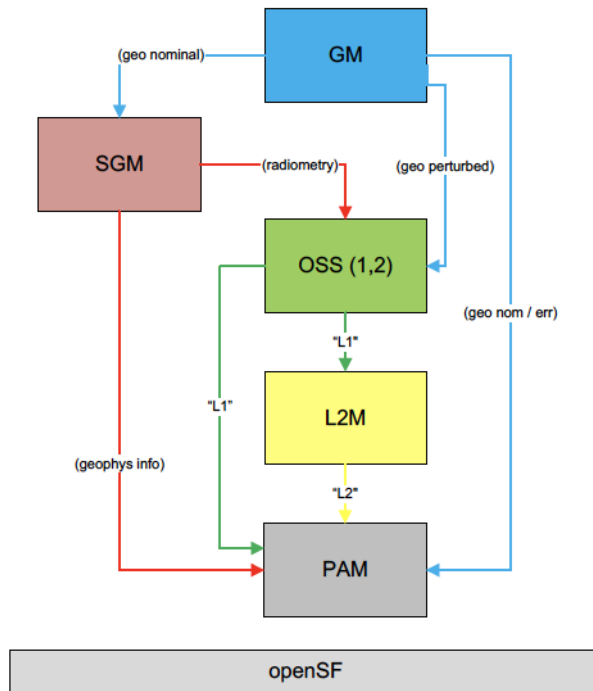 GM
(geo nominal)
SGM
(radiometry)
(geo perturbed)
OSS (1,2)
(geo nom / err)
"L1"
L2M
"L1"
(geophys info)
"L2"
PAM
openSF